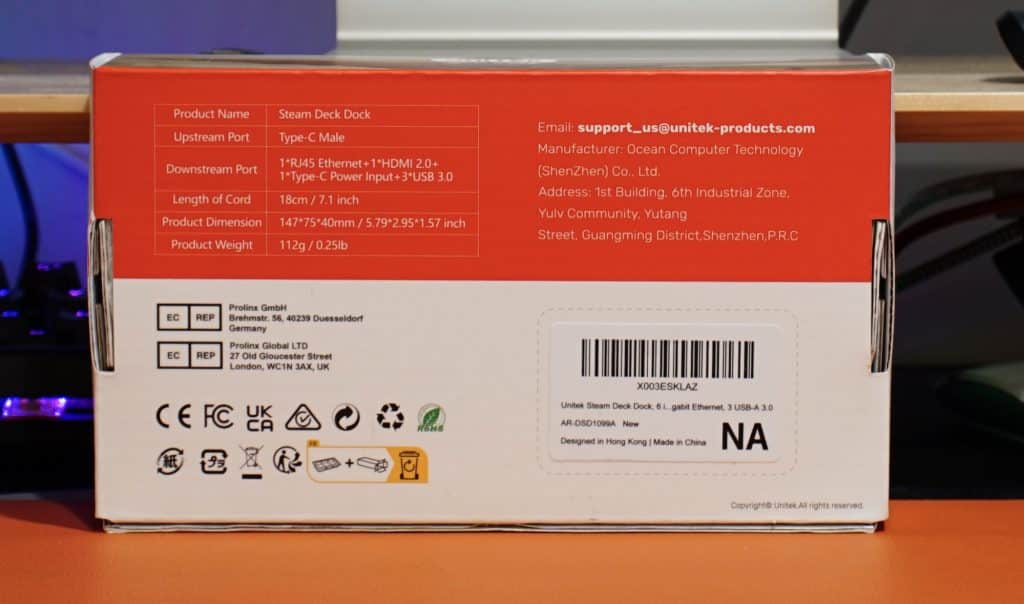 Product Name Steam Deck Dock
Upstream Port Type-C Male
Downstream Port 1*RJ45 Ethernet+1*HDMI 2.0+
1*Type-C Power Input+3*USB 3.0
Length of Cord 18cm / 7.1 inch
Product Dimension 147*75*40mm / 5.79*2.95*1.57 inch
Product Weight 112g / 0.25lb
Email: support_us@unitek-products.com
Manufacturer: Ocean Computer Technology
(ShenZhen) Co., Ltd.
Address: 1st Building, 6th Industrial Zone,
Yulv Community, Yutang
Street, Guangming District,Shenzhen,P.R.C
EC REP
Prolinx GmbH
Brehmstr. 56, 40239 Duesseldorf
Germany
EC REP
Prolinx Global LTD
27 Old Gloucester Street
London, WC1N 3AX, UK
CE FC UK
CA
RoHS
紙 プラ
FR
X003ESKLAZ
Unitek Steam Deck Dock, 6 i...gabit Ethernet, 3 USB-A 3.0
AR-DSD1099A New
Designed in Hong Kong | Made in China
NA
Copyright© Unitek.All rights reserved.